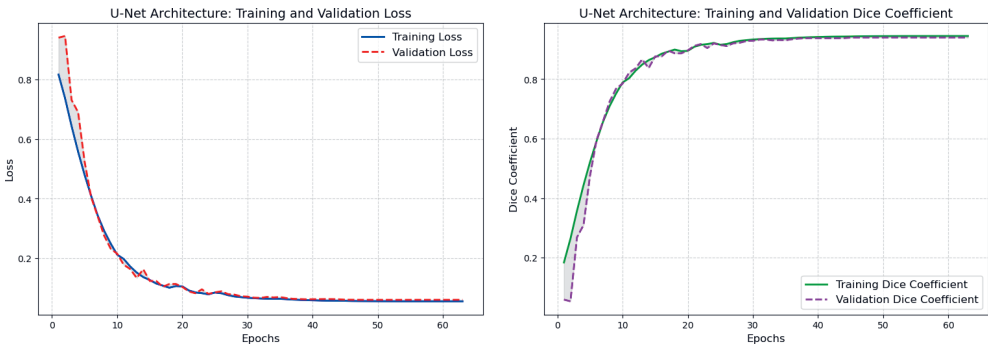 U-Net Architecture: Training and Validation Loss
Training Loss
Validation Loss
0.8
0.6
0.4
0.2
Loss
0 10 20 30 40 50 60
Epochs
U-Net Architecture: Training and Validation Dice Coefficient
0.8
0.6
0.4
0.2
Dice Coefficient
Training Dice Coefficient
Validation Dice Coefficient
0 10 20 30 40 50 60
Epochs